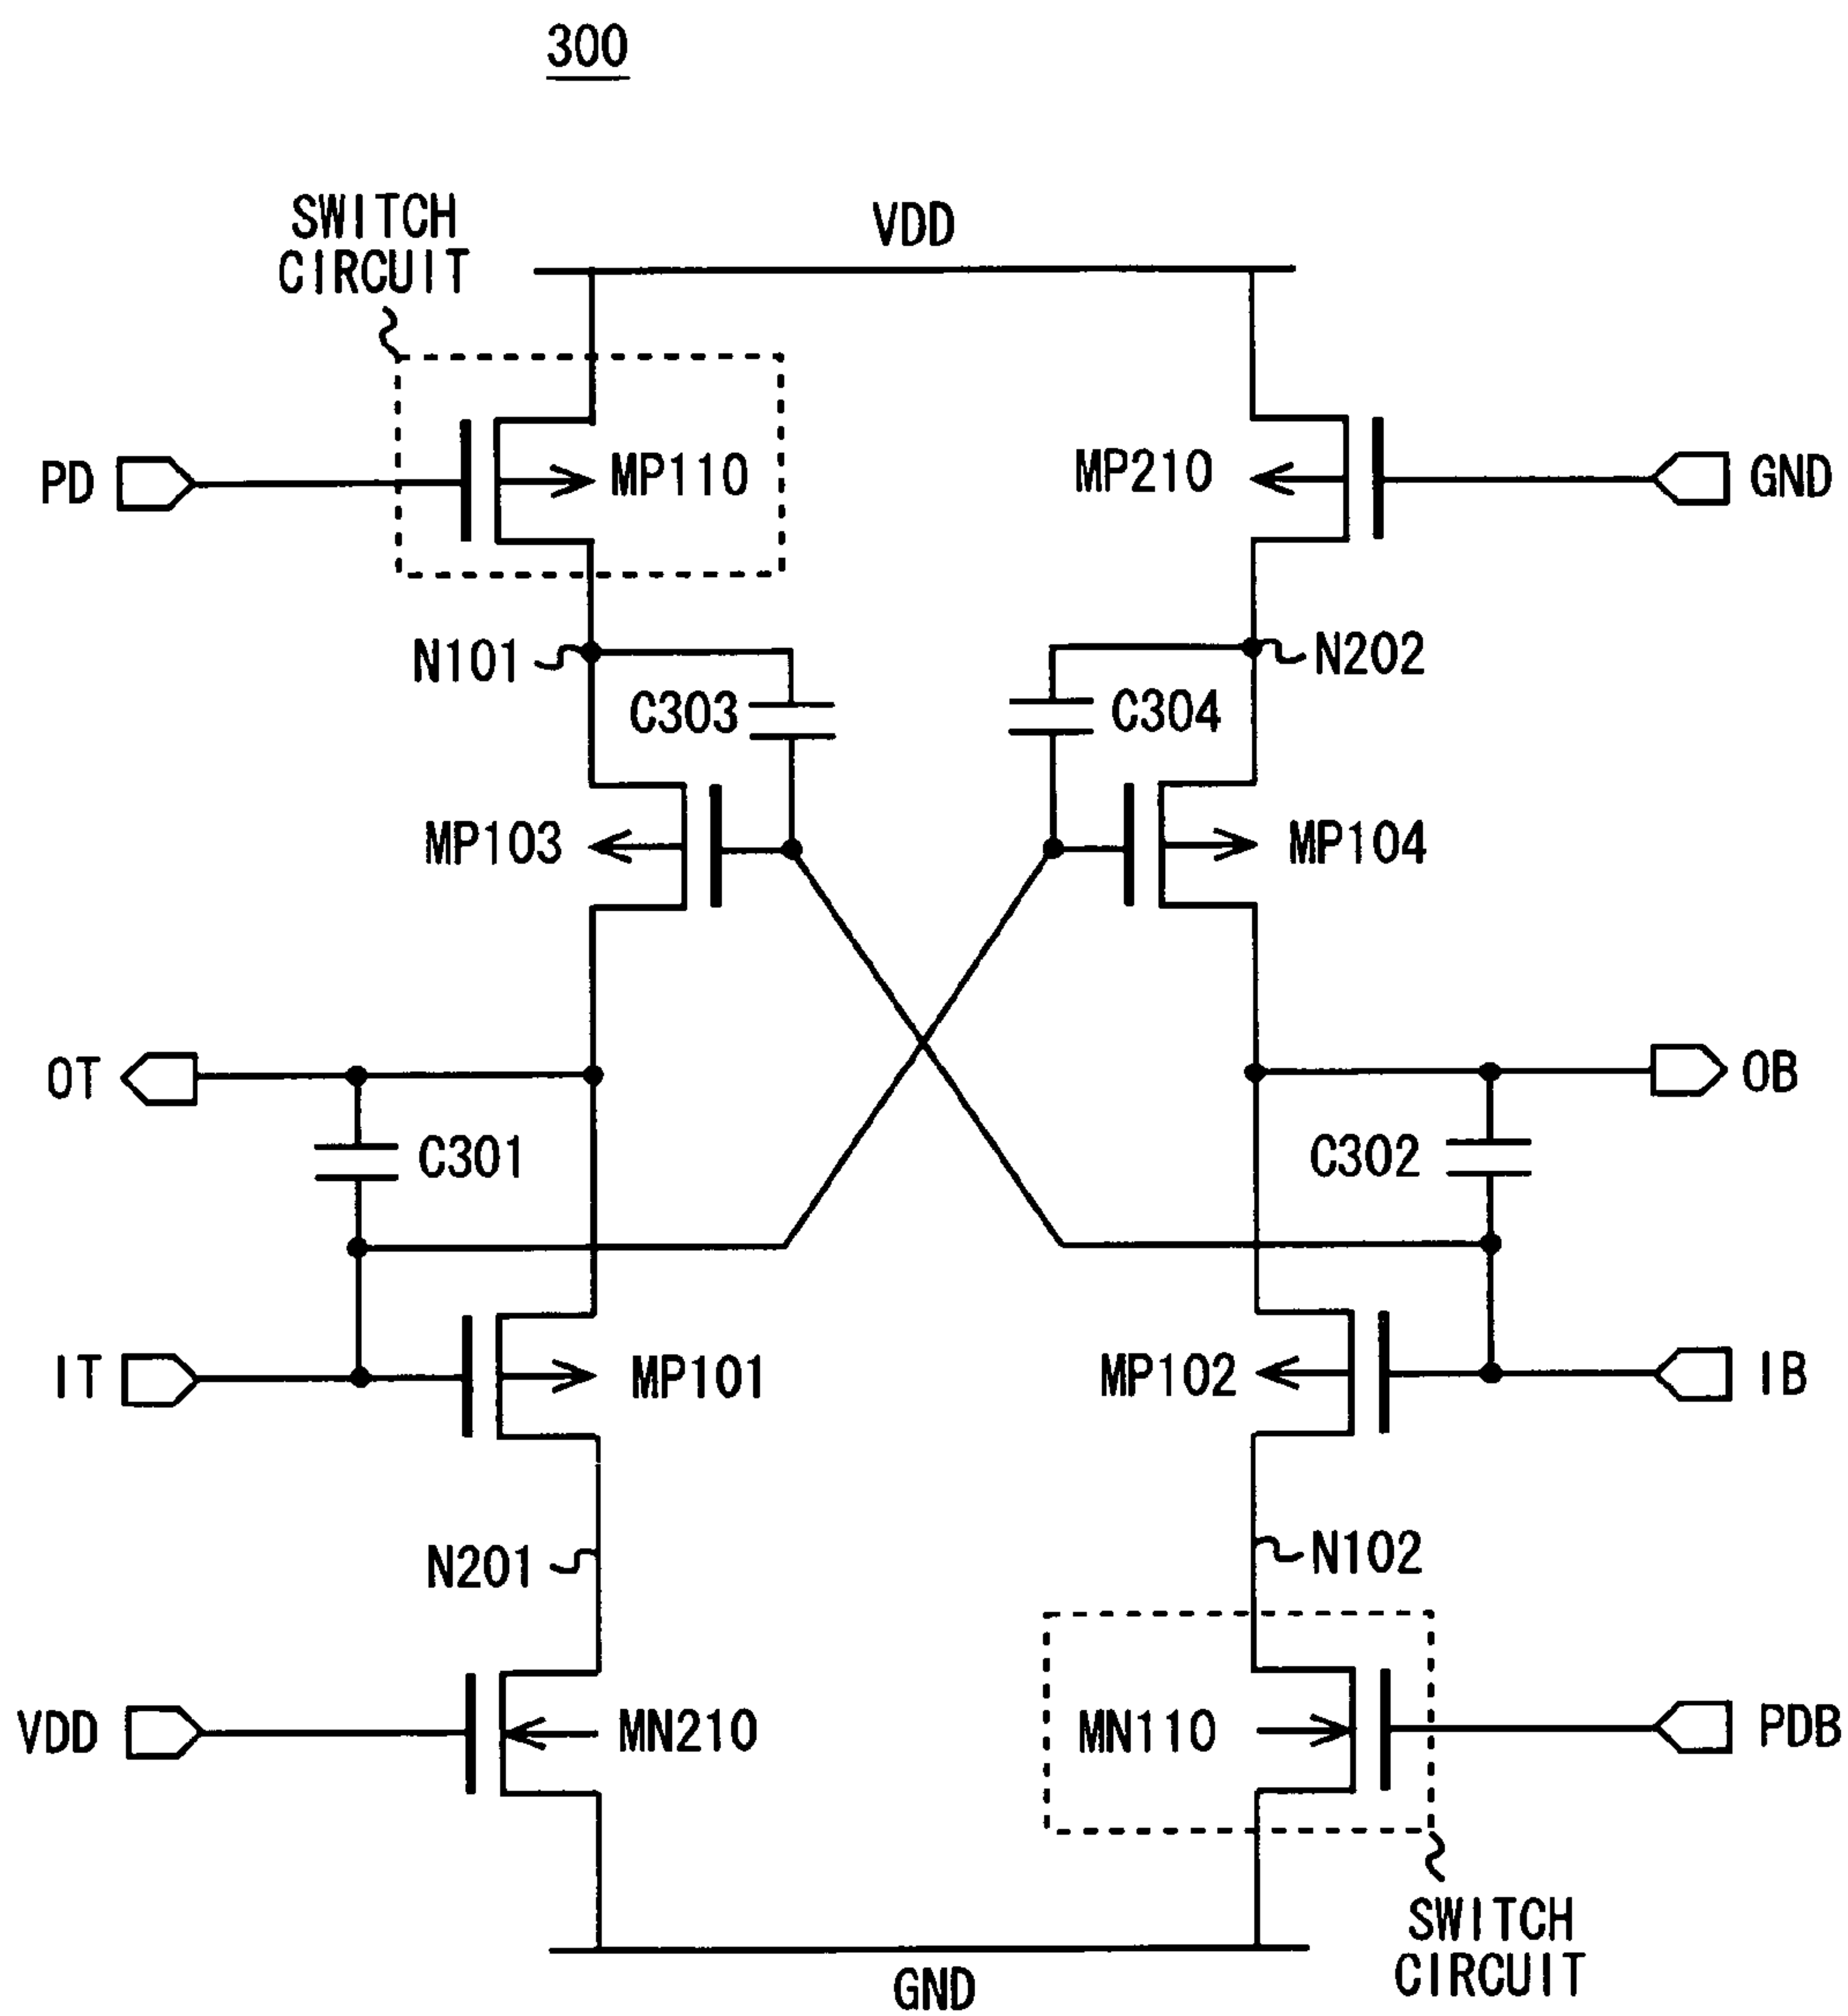 300
SWITCH
CIRCUIT
VDD
PD
MP110
MP210
GND
N101
N202
C303
C304
MP103
MP104
OT
OB
C301
C302
IT
MP101
MP102
IB
N201
N102
VDD
MN210
MN110
PDB
SWITCH
CIRCUIT
GND